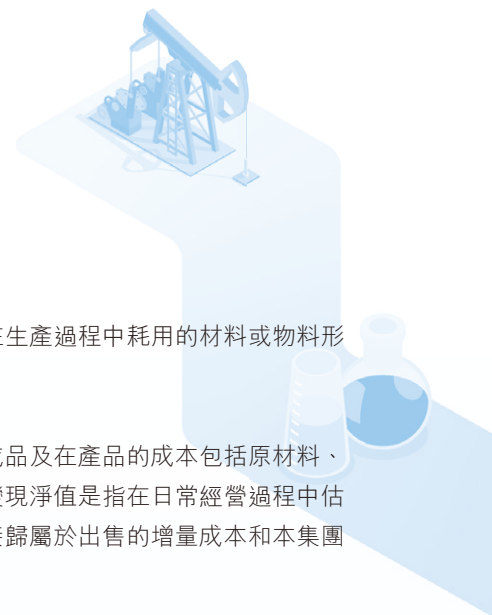 生產過程中耗用的材料或物料形
品及在產品的成本包括原材料、
現淨值是指在日常經營過程中估
歸屬於出售的增量成本和本集團